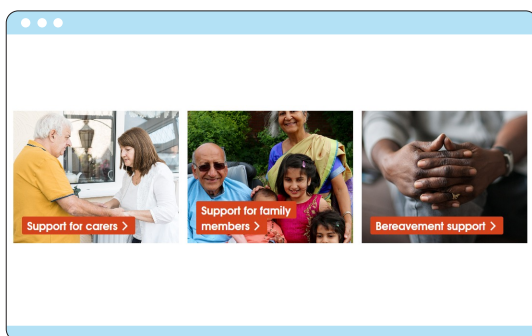 Support for carers >
Support for family
members >
Bereavement support >